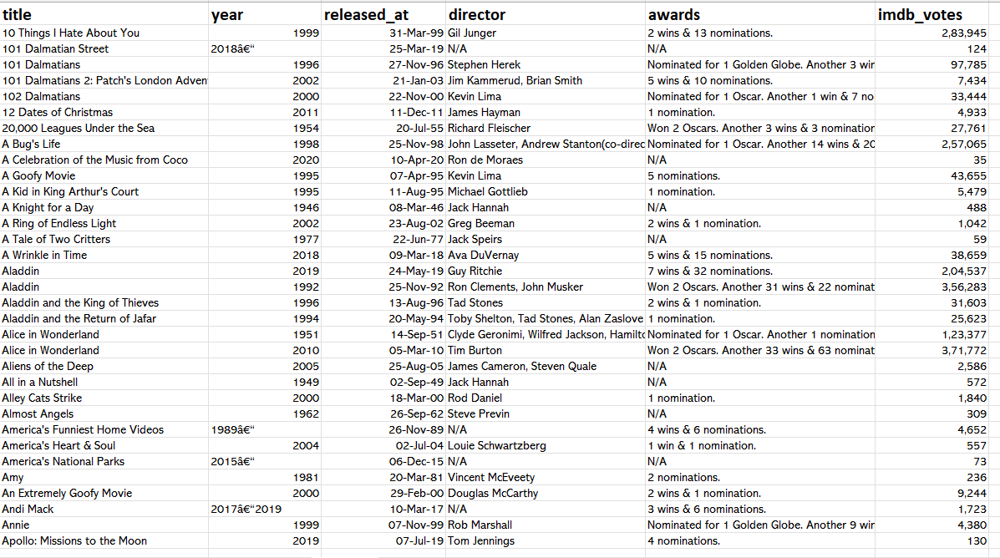 title year released_at director awards imdb_votes
10 Things I Hate About You 1999 31-Mar-99 Gil Junger 2 wins & 13 nominations. 2,83,945
101 Dalmatian Street 2018â€“ 25-Mar-19 N/A N/A 124
101 Dalmatians 1996 27-Nov-96 Stephen Herek Nominated for 1 Golden Globe. Another 3 wir 97,785
101 Dalmatians 2: Patch's London Adven 2002 21-Jan-03 Jim Kammerud, Brian Smith 5 wins & 10 nominations. 7,434
102 Dalmatians 2000 22-Nov-00 Kevin Lima Nominated for 1 Oscar. Another 1 win & 7 no 33,444
12 Dates of Christmas 2011 11-Dec-11 James Hayman 1 nomination. 4,933
20,000 Leagues Under the Sea 1954 20-Jul-55 Richard Fleischer Won 2 Oscars. Another 3 wins & 3 nomination 27,761
A Bug's Life 1998 25-Nov-98 John Lasseter, Andrew Stanton(co-direc Nominated for 1 Oscar. Another 14 wins & 20 2,57,065
A Celebration of the Music from Coco 2020 10-Apr-20 Ron de Moraes N/A 35
A Goofy Movie 1995 07-Apr-95 Kevin Lima 5 nominations. 43,655
A Kid in King Arthur's Court 1995 11-Aug-95 Michael Gottlieb 1 nomination. 5,479
A Knight for a Day 1946 08-Mar-46 Jack Hannah N/A 488
A Ring of Endless Light 2002 23-Aug-02 Greg Beeman 2 wins & 1 nomination. 1,042
A Tale of Two Critters 1977 22-Jun-77 Jack Speirs N/A 59
A Wrinkle in Time 2018 09-Mar-18 Ava DuVernay 5 wins & 15 nominations. 38,659
Aladdin 2019 24-May-19 Guy Ritchie 7 wins & 32 nominations. 2,04,537
Aladdin 1992 25-Nov-92 Ron Clements, John Musker Won 2 Oscars. Another 31 wins & 22 nominat 3,56,283
Aladdin and the King of Thieves 1996 13-Aug-96 Tad Stones 2 wins & 1 nomination. 31,603
Aladdin and the Return of Jafar 1994 20-May-94 Toby Shelton, Tad Stones, Alan Zaslove 1 nomination. 25,623
Alice in Wonderland 1951 14-Sep-51 Clyde Geronimi, Wilfred Jackson, Hamilto Nominated for 1 Oscar. Another 1 nomination 1,23,377
Alice in Wonderland 2010 05-Mar-10 Tim Burton Won 2 Oscars. Another 33 wins & 63 nominat 3,71,772
Aliens of the Deep 2005 25-Aug-05 James Cameron, Steven Quale N/A 2,586
All in a Nutshell 1949 02-Sep-49 Jack Hannah N/A 572
Alley Cats Strike 2000 18-Mar-00 Rod Daniel 1 nomination. 1,840
Almost Angels 1962 26-Sep-62 Steve Previn N/A 309
America's Funniest Home Videos 1989â€“ 26-Nov-89 N/A 4 wins & 6 nominations. 4,652
America's Heart & Soul 2004 02-Jul-04 Louie Schwartzberg 1 win & 1 nomination. 557
America's National Parks 2015â€“ 06-Dec-15 N/A N/A 73
Amy 1981 20-Mar-81 Vincent McEveety 2 nominations. 236
An Extremely Goofy Movie 2000 29-Feb-00 Douglas McCarthy 2 wins & 1 nomination. 9,244
Andi Mack 2017â€“2019 10-Mar-17 N/A 3 wins & 6 nominations. 1,723
Annie 1999 07-Nov-99 Rob Marshall Nominated for 1 Golden Globe. Another 9 wir 4,380
Apollo: Missions to the Moon 2019 07-Jul-19 Tom Jennings 4 nominations. 130